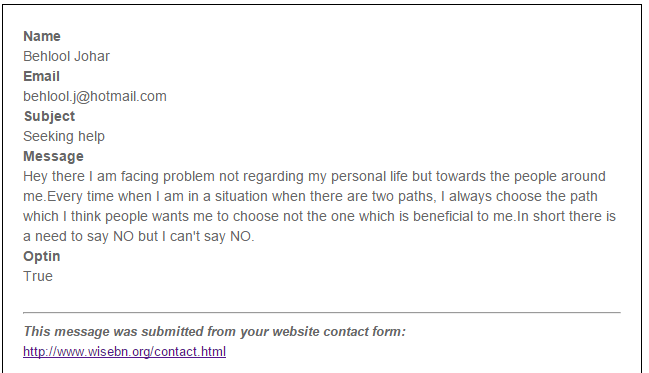 Name
Behlool Johar
Email
behlool.j@hotmail.com
Subject
Seeking help
Message
Hey there I am facing problem not regarding my personal life but towards the people around
me.Every time when I am in a situation when there are two paths, I always choose the path
which I think people wants me to choose not the one which is beneficial to me.In short there is
a need to say NO but I can't say NO.
Optin
True
This message was submitted from your website contact form:
http://www.wisebn.org/contact.html